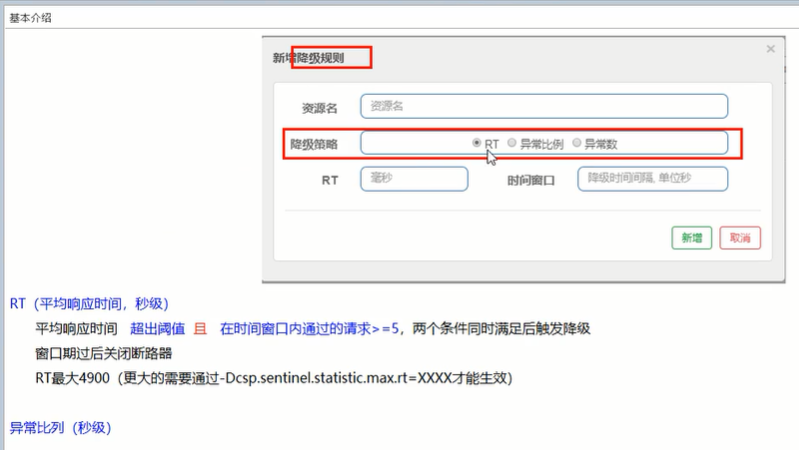 基本介绍
新增降级规则
×
资源名 资源名
降级策略 RT 异常比例 异常数
RT 毫秒 时间窗口 降级时间间隔, 单位秒
新增 取消
RT（平均响应时间，秒级）
平均响应时间 超出阈值 且 在时间窗口内通过的请求>=5，两个条件同时满足后触发降级
窗口期过后关闭断路器
RT最大4900（更大的需要通过-Dcsp.sentinel.statistic.max.rt=XXXX才能生效）
异常比列（秒级）